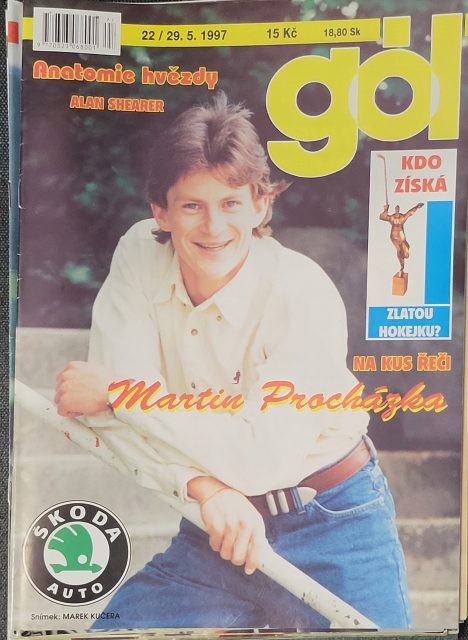 22 / 29. 5. 1997
15 Kč
18,80 Sk
gól
Anatomie hvězdy
ALAN SHEARER
KDO
ZÍSKÁ
ZLATOU
HOKEJKU?
NA KUS ŘEČI
Martin Procházka
ŠKODA
AUTO
Snímek: MAREK KUČERA